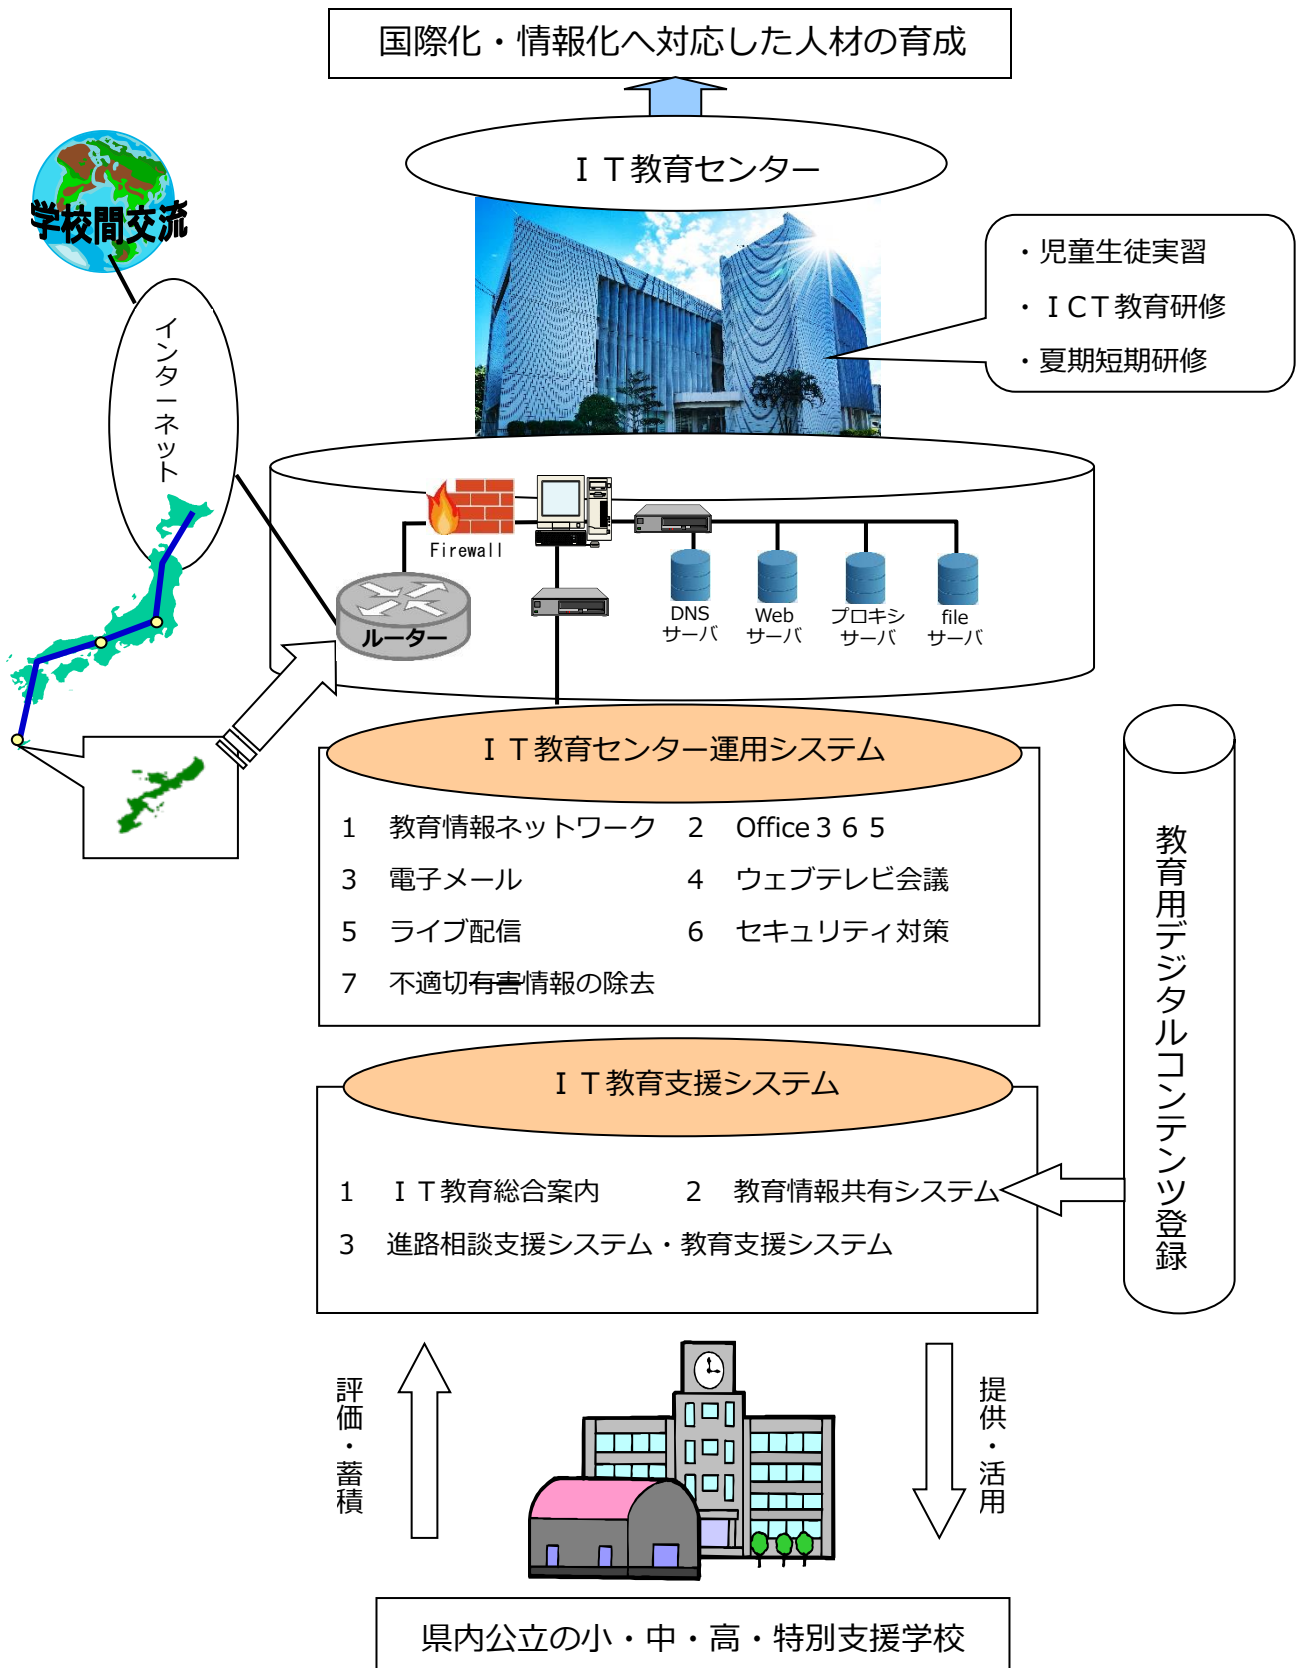 国際化・情報化へ対応した人材の育成
ＩＴ教育センター
学校間交流
・児童生徒実習
・ＩＣＴ教育研修
・夏期短期研修
インターネット
Firewall
ルーター
DNS
サーバ
Web
サーバ
プロキシ
サーバ
file
サーバ
ＩＴ教育センター運用システム
1　教育情報ネットワーク　2　Office３６５
3　電子メール　4　ウェブテレビ会議
5　ライブ配信　6　セキュリティ対策
7　不適切有害情報の除去
教育用デジタルコンテンツ登録
ＩＴ教育支援システム
1　ＩＴ教育総合案内　2　教育情報共有システム
3　進路相談支援システム・教育支援システム
評価・蓄積
提供・活用
県内公立の小・中・高・特別支援学校